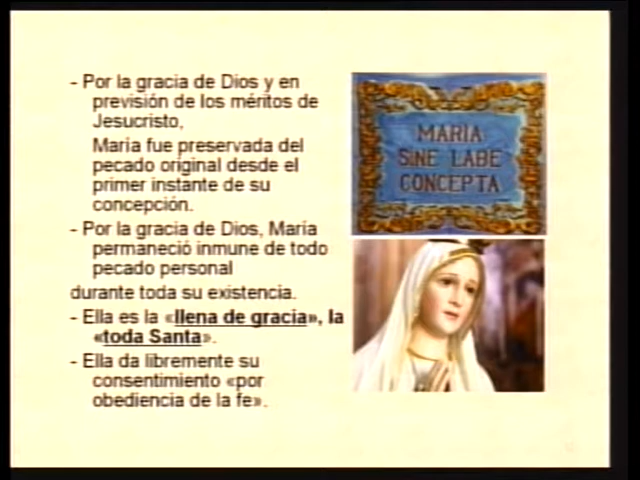 - Por la gracia de Dios y en
previsión de los méritos de
Jesucristo,
María fue preservada del
pecado original desde el
primer instante de su
concepción.
- Por la gracia de Dios, María
permaneció inmune de todo
pecado personal
durante toda su existencia.
- Ella es la «llena de gracia», la
«toda Santa».
- Ella da libremente su
consentimiento «por
obediencia de la fe».
MARIA
SINE LABE
CONCEPTA